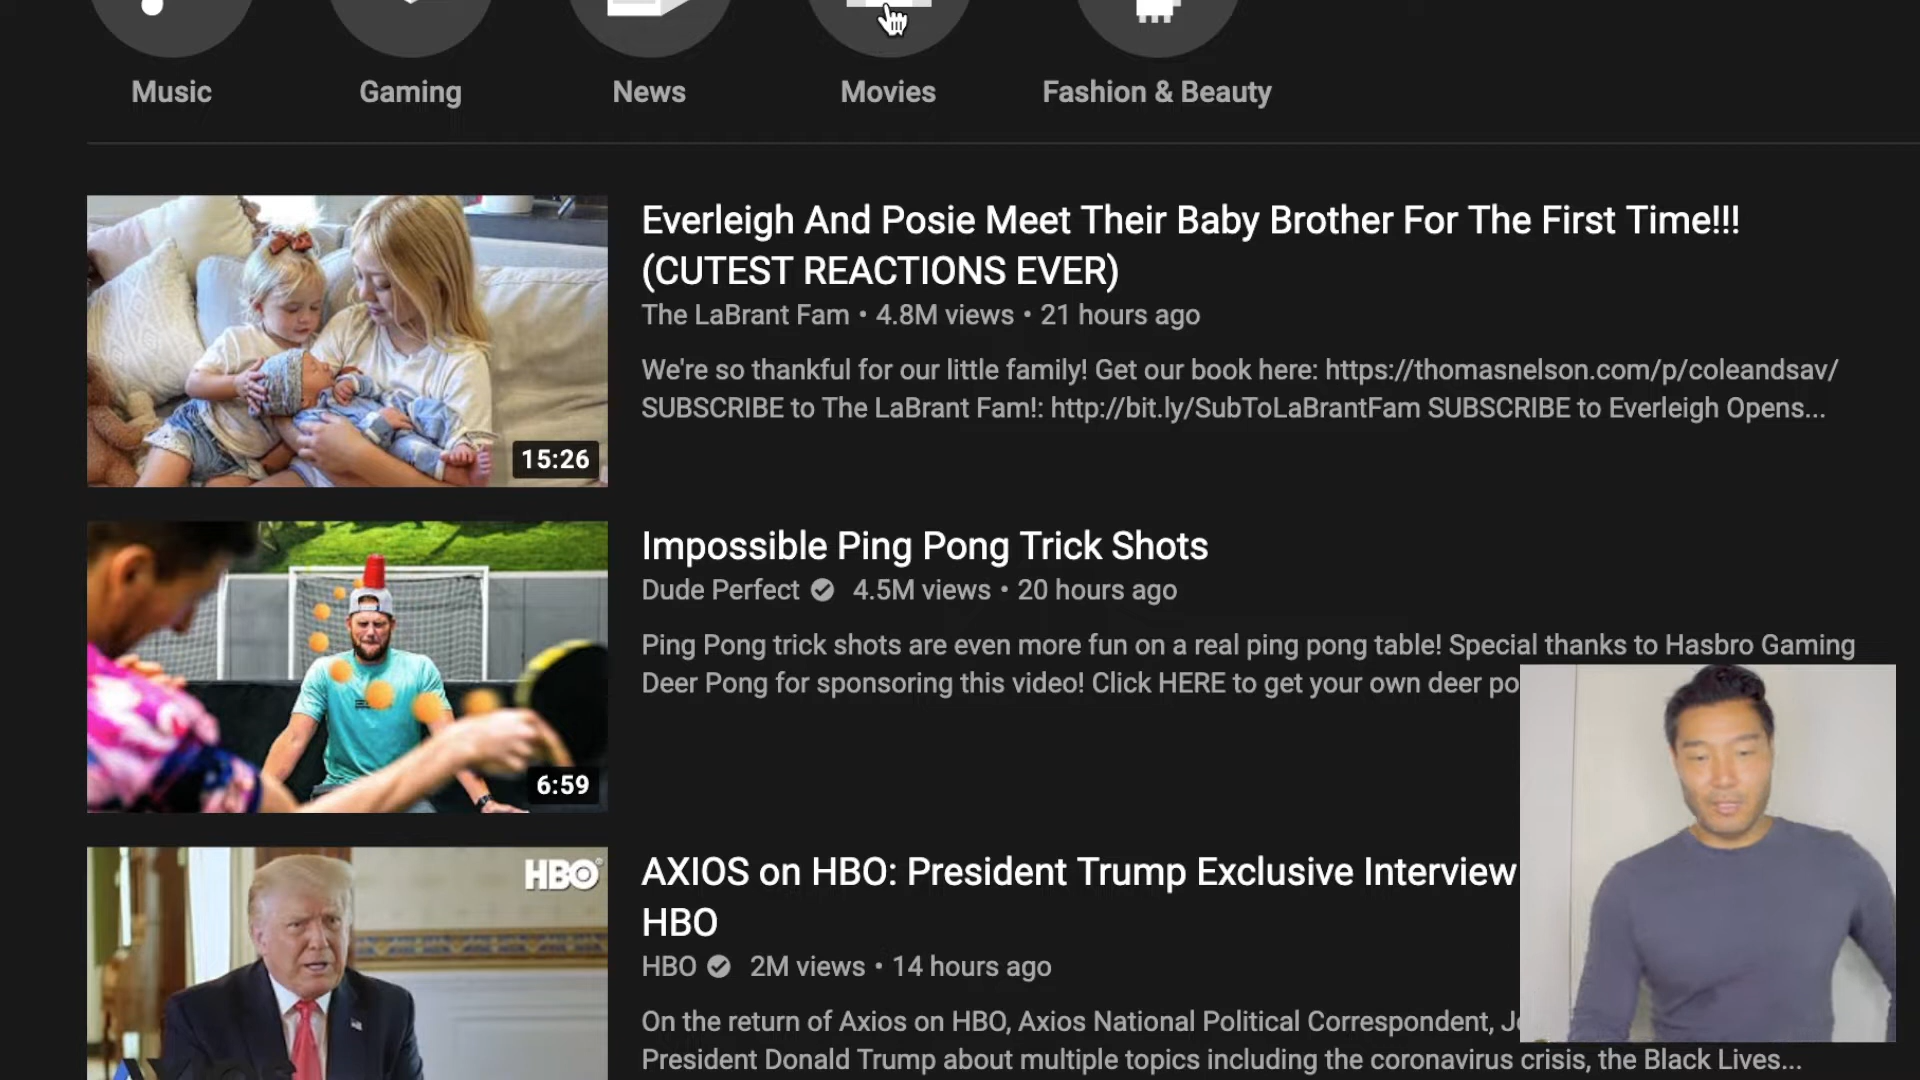 Music
Gaming
News
Movies
Fashion & Beauty
Everleigh And Posie Meet Their Baby Brother For The First Time!!!
(CUTEST REACTIONS EVER)
The LaBrant Fam • 4.8M views • 21 hours ago
We're so thankful for our little family! Get our book here: https://thomasnelson.com/p/coleandsav/
SUBSCRIBE to The LaBrant Fam!: http://bit.ly/SubToLaBrantFam SUBSCRIBE to Everleigh Opens...
15:26
Impossible Ping Pong Trick Shots
Dude Perfect 4.5M views • 20 hours ago
Ping Pong trick shots are even more fun on a real ping pong table! Special thanks to Hasbro Gaming
Deer Pong for sponsoring this video! Click HERE to get your own deer po
6:59
HBO
AXIOS on HBO: President Trump Exclusive Interview
HBO
HBO 2M views • 14 hours ago
On the return of Axios on HBO, Axios National Political Correspondent,
President Donald Trump about multiple topics including the coronavirus crisis, the Black Lives...